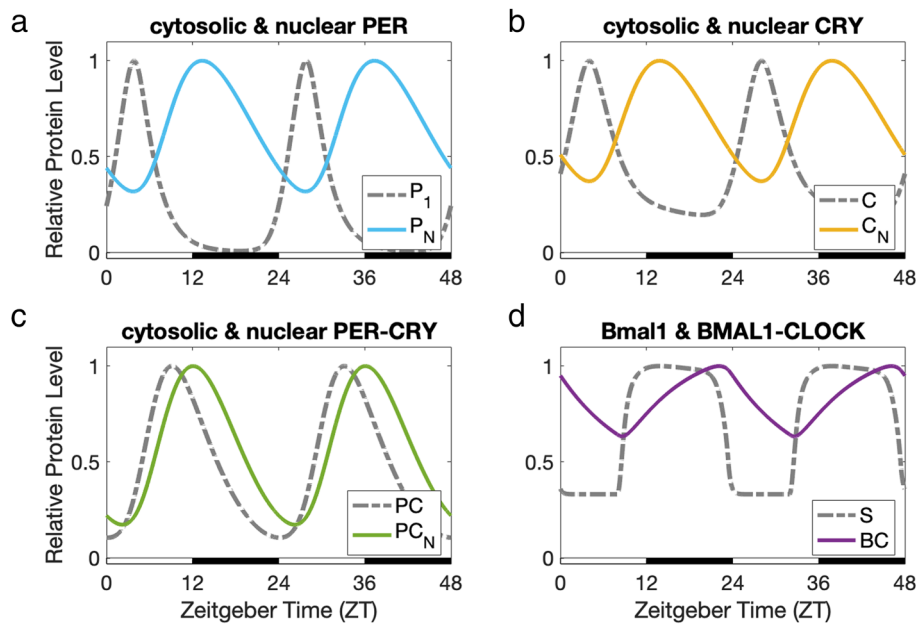 a
cytosolic & nuclear PER
Relative Protein Level
1
0.5
0
P1
PN
0 12 24 36 48
b
cytosolic & nuclear CRY
1
0.5
0
C
CN
0 12 24 36 48
c
cytosolic & nuclear PER-CRY
Relative Protein Level
1
0.5
0
PC
PCN
0 12 24 36 48
Zeitgeber Time (ZT)
d
Bmal1 & BMAL1-CLOCK
1
0.5
0
S
BC
0 12 24 36 48
Zeitgeber Time (ZT)